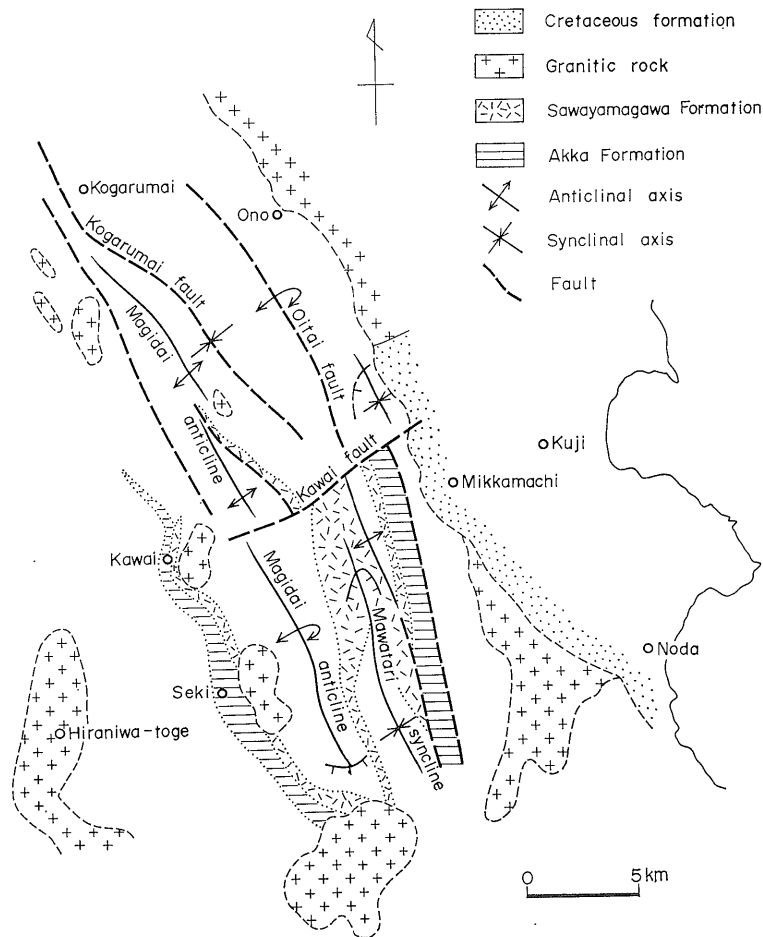 Cretaceous formation
Granitic rock
Sawayamagawa Formation
Akka Formation
Anticlinal axis
Synclinal axis
Fault
Kogarumai
Ono
Kogarumai fault
Oitai fault
Magidai
anticline
Kawai fault
Kuji
Mikkamachi
Kawai
Magidai
anticline
Mawatari
syncline
Seki
Hiraniwa-toge
Noda
0 5 km